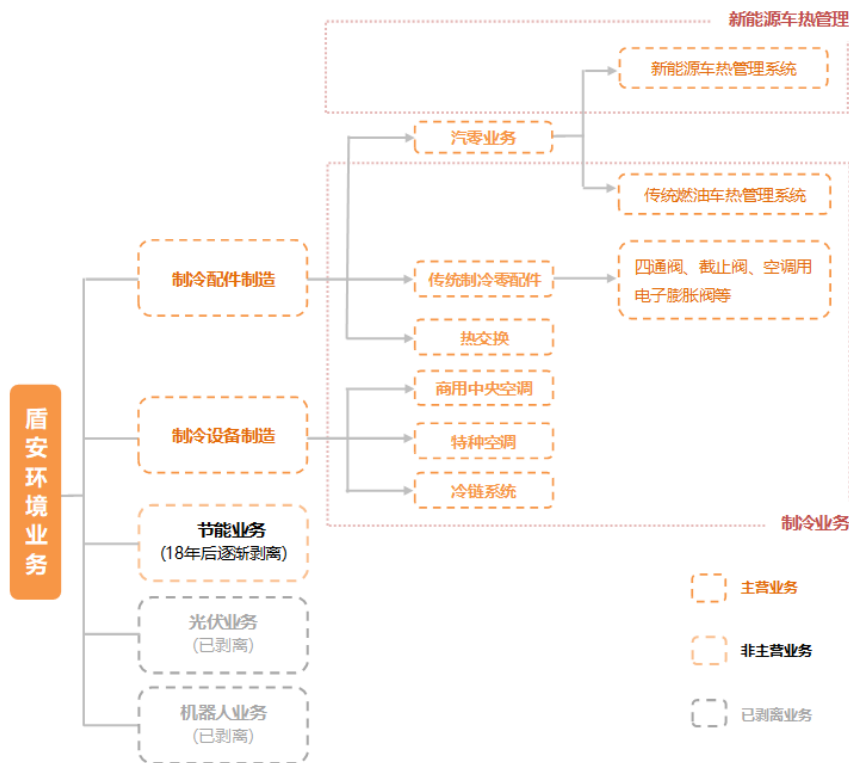 新能源车热管理
新能源车热管理系统
汽零业务
传统燃油车热管理系统
制冷配件制造
传统制冷零配件
四通阀、截止阀、空调用
电子膨胀阀等
热交换
商用中央空调
制冷设备制造
特种空调
冷链系统
盾安环境业务
节能业务
(18年后逐渐剥离)
制冷业务
光伏业务
(已剥离)
机器人业务
(已剥离)
主营业务
非主营业务
已剥离业务